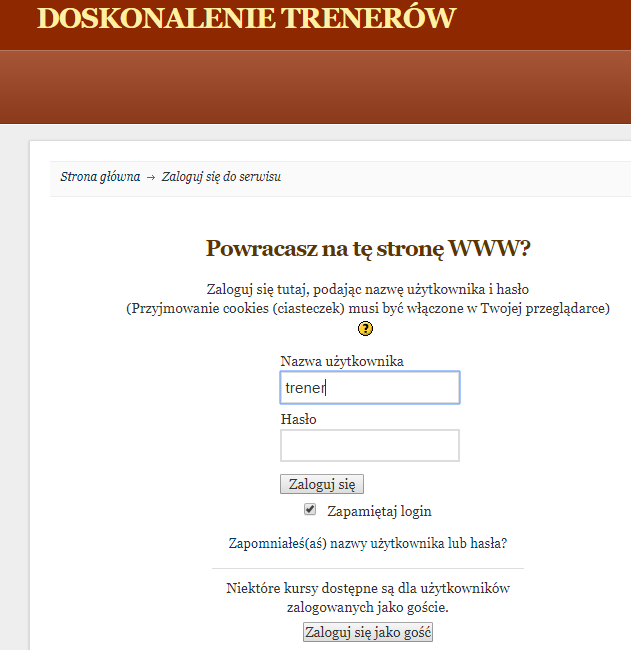 DOSKONALENIE TRENERÓW
Strona główna → Zaloguj się do serwisu
Powracasz na tę stronę WWW?
Zaloguj się tutaj, podając nazwę użytkownika i hasło
(Przyjmowanie cookies (ciasteczek) musi być włączone w Twojej przeglądarce)
?
Nazwa użytkownika
trener
Hasło
Zaloguj się
Zapamiętaj login
Zapomniałeś(aś) nazwy użytkownika lub hasła?
Niektóre kursy dostępne są dla użytkowników
zalogowanych jako goście.
Zaloguj się jako gość